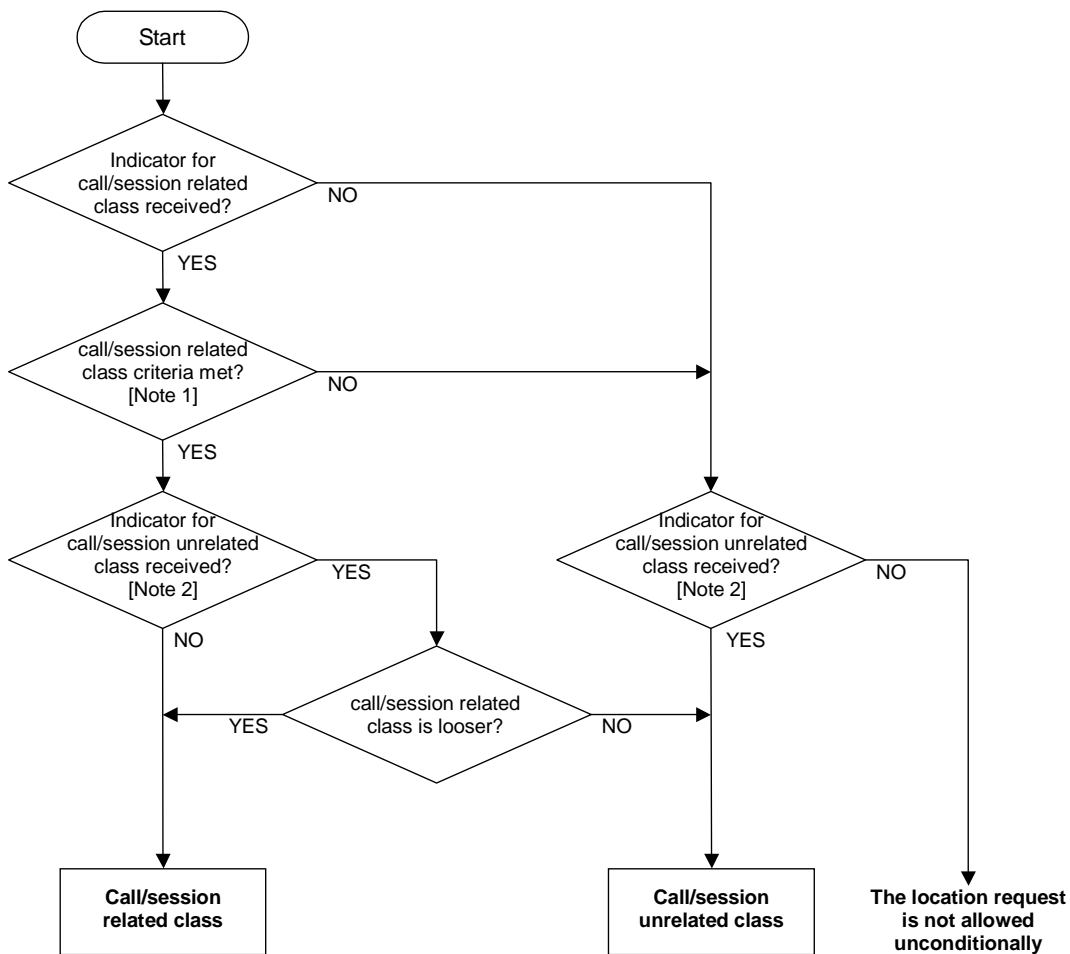 Start
Indicator for
call/session related
class received?
NO
YES
call/session related
class criteria met?
[Note 1]
NO
YES
Indicator for
call/session unrelated
class received?
[Note 2]
YES
NO
Indicator for
call/session unrelated
class received?
[Note 2]
NO
YES
call/session related
class is looser?
YES
NO
Call/session
related class
Call/session
unrelated class
The location request
is not allowed
unconditionally